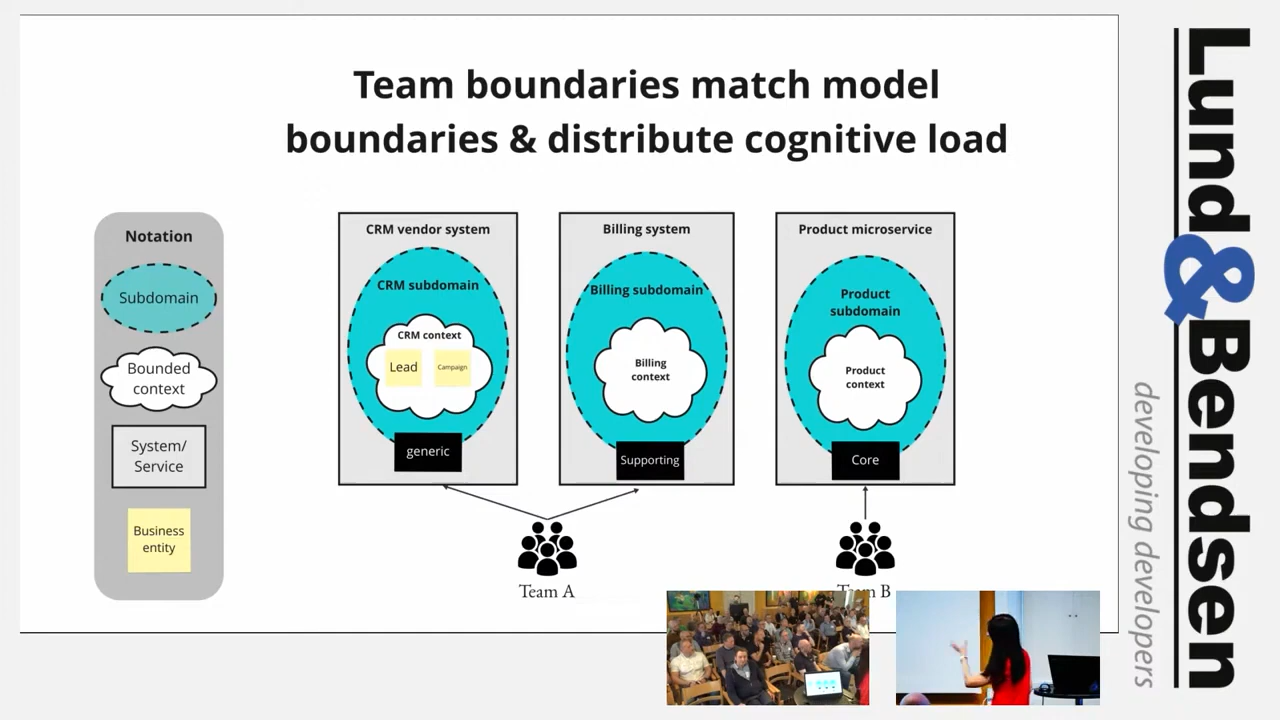 Team boundaries match model
boundaries & distribute cognitive load
Notation
Subdomain
Bounded
context
System/
Service
Business
entity
CRM vendor system
CRM subdomain
CRM context
Lead
Campaign
generic
Billing system
Billing subdomain
Billing
context
Supporting
Product microservice
Product
subdomain
Product
context
Core
Team A
Team B
Lund & Bendsen
developing developers